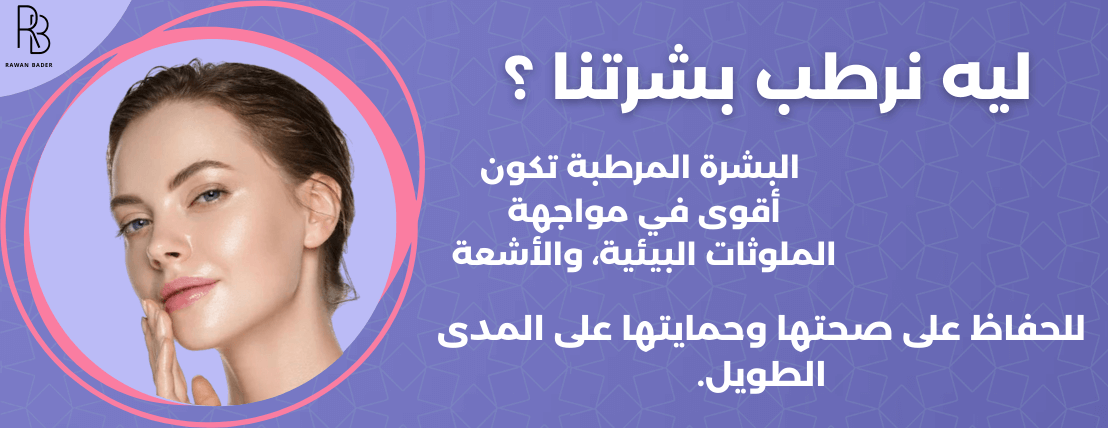 RB
RAWAN BADER
ليه نرطب بشرتنا ؟
البشرة المرطبة تكون
أقوى في مواجهة
الملوثات البيئية، والأشعة
للحفاظ على صحتها وحمايتها على المدى
الطويل.